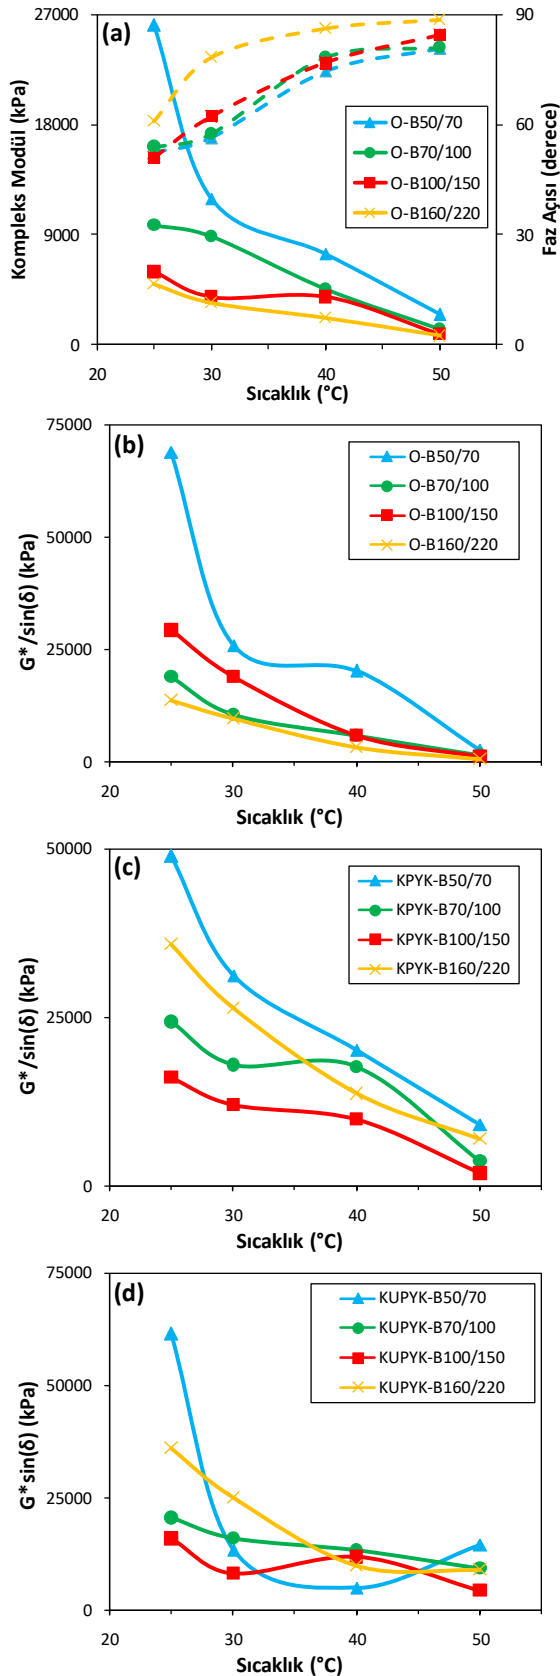 (a)
Kompleks Modül (kPa)
27000
18000
9000
0
90
60
30
0
Faz Açısı (derece)
O-B50/70
O-B70/100
O-B100/150
O-B160/220
20 30 40 50
Sıcaklık (°C)
(b)
G*/sin(δ) (kPa)
75000
50000
25000
0
O-B50/70
O-B70/100
O-B100/150
O-B160/220
20 30 40 50
Sıcaklık (°C)
(c)
G*/sin(δ) (kPa)
50000
25000
0
KPYK-B50/70
KPYK-B70/100
KPYK-B100/150
KPYK-B160/220
20 30 40 50
Sıcaklık (°C)
(d)
G*sin(δ) (kPa)
75000
50000
25000
0
KUPYK-B50/70
KUPYK-B70/100
KUPYK-B100/150
KUPYK-B160/220
20 30 40 50
Sıcaklık (°C)